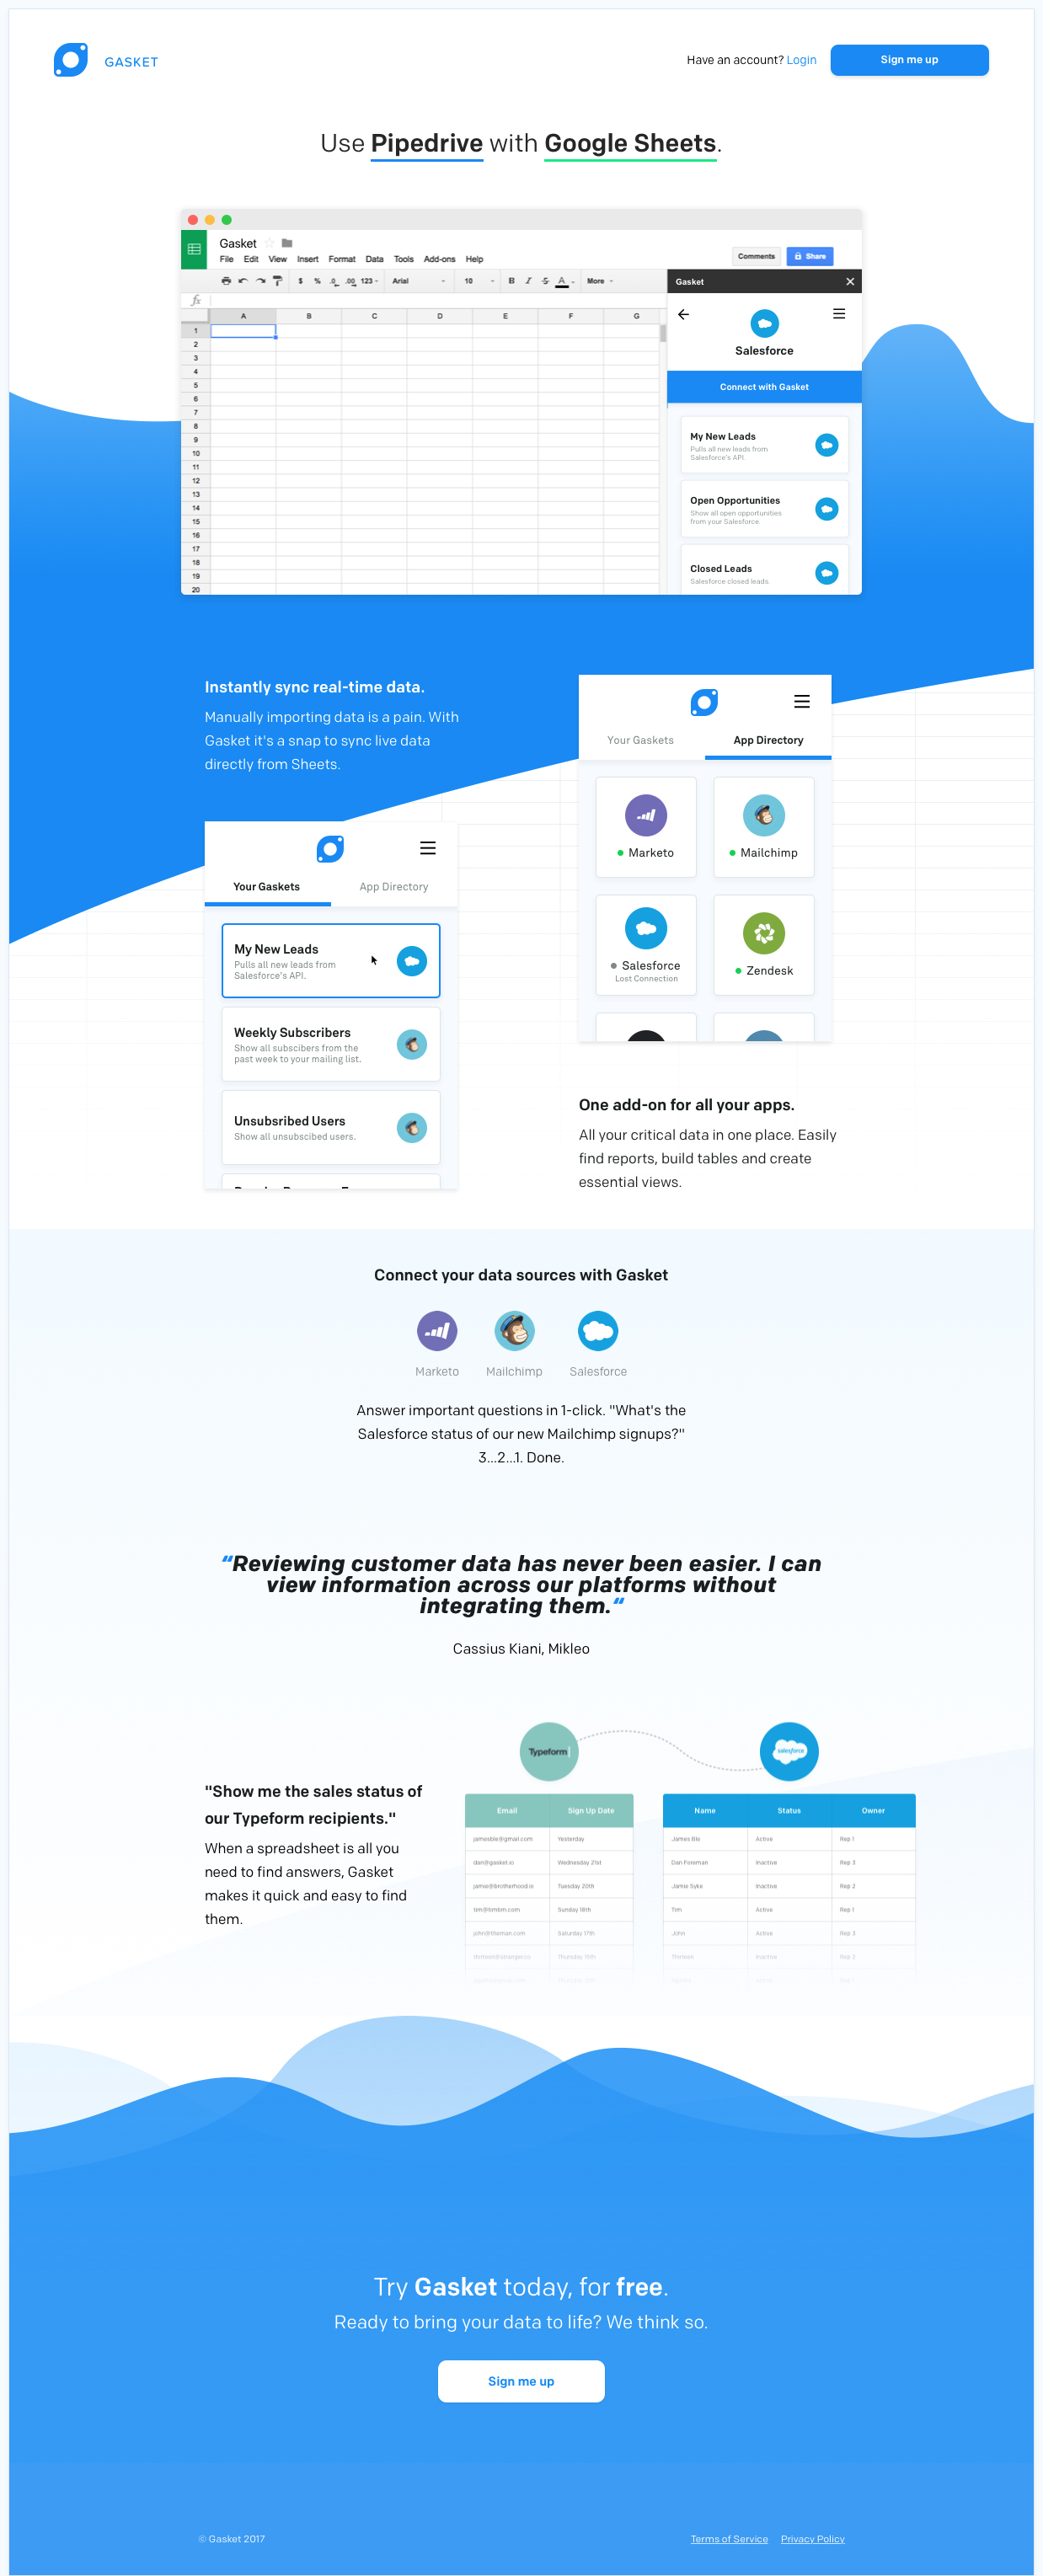 GASKET
Have an account? Login
Sign me up
Use Pipedrive with Google Sheets.
Gasket
File Edit View Insert Format Data Tools Add-ons Help
Comments
Share
$ % .0 .00 123 Arial 10 B I S A More
Gasket
fx
A B C D E F G
1
2
3
4
5
6
7
8
9
10
11
12
13
14
15
16
17
18
19
20
Salesforce
Connect with Gasket
My New Leads
Pulls all new leads from
Salesforce's API.
Open Opportunities
Show all open opportunities
from your Salesforce
Closed Leads
Salesforce closed leads.
Instantly sync real-time data.
Manually importing data is a pain. With
Gasket it's a snap to sync live data
directly from Sheets.
Your Gaskets App Directory
Marketo Mailchimp
Salesforce
Lost Connection
Zendesk
Your Gaskets App Directory
My New Leads
Pulls all new leads from
Salesforce's API.
Weekly Subscribers
Show all subscibers from the
past week to your mailing list.
Unsubsribed Users
Show all unsubscibed users.
One add-on for all your apps.
All your critical data in one place. Easily
find reports, build tables and create
essential views.
Connect your data sources with Gasket
Marketo Mailchimp Salesforce
Answer important questions in 1-click. "What's the
Salesforce status of our new Mailchimp signups?"
3...2...1. Done.
“Reviewing customer data has never been easier. I can
view information across our platforms without
integrating them.“
Cassius Kiani, Mikleo
"Show me the sales status of
our Typeform recipients."
When a spreadsheet is all you
need to find answers, Gasket
makes it quick and easy to find
them.
Typeform
salesforce
Email Sign Up Date
jamesble@gmail.com Yesterday
dan@gasket.io Wednesday 21st
jamie@brotherhood.io Tuesday 20th
tim@timtim.com Sunday 18th
john@theman.com Saturday 17th
Name Status Owner
James Ble Active Rep 1
Dan Foreman Inactive Rep 3
Jamie Syke Inactive Rep 2
Tim Active Rep 1
John Active Rep 3
Inactive Rep 2
Try Gasket today, for free.
Ready to bring your data to life? We think so.
Sign me up
© Gasket 2017
Terms of Service Privacy Policy